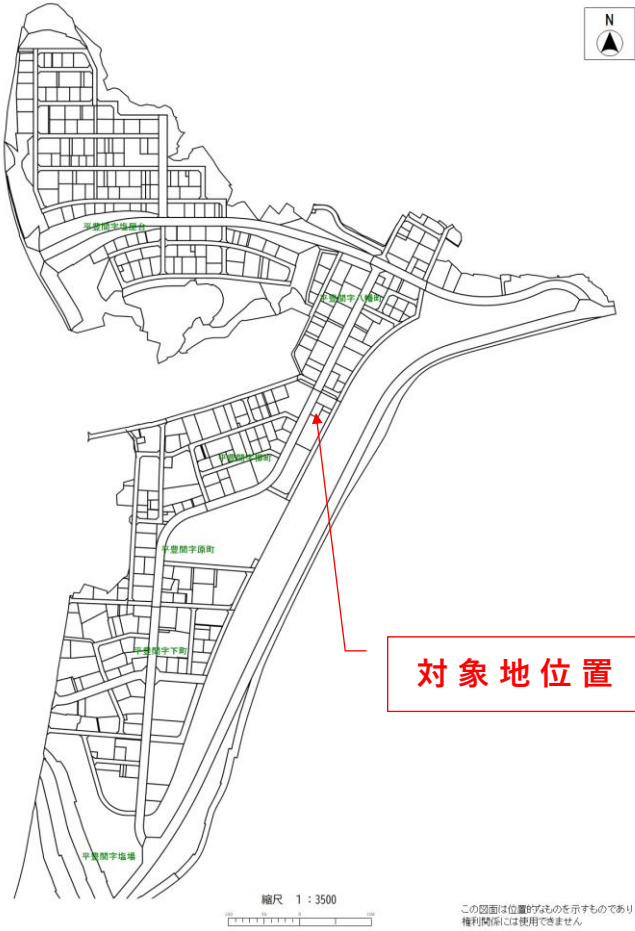 N
平豊間字塩屋台
平豊間字八幡町
平豊間字原町
平豊間字下町
対象地位置
平豊間字塩場
縮尺 1：3500
この図面は位置的なものを示すものであり
権利関係には使用できません